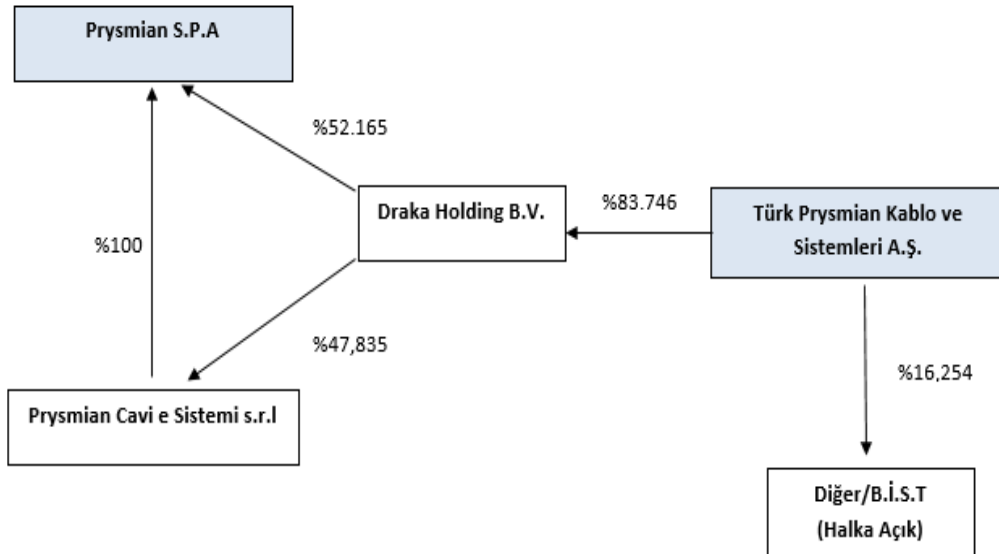 Prysmian S.P.A
%52.165
Draka Holding B.V.
%83.746
Türk Prysmian Kablo ve
Sistemleri A.Ş.
%100
%47,835
%16,254
Prysmian Cavi e Sistemi s.r.l
Diğer/B.İ.S.T
(Halka Açık)